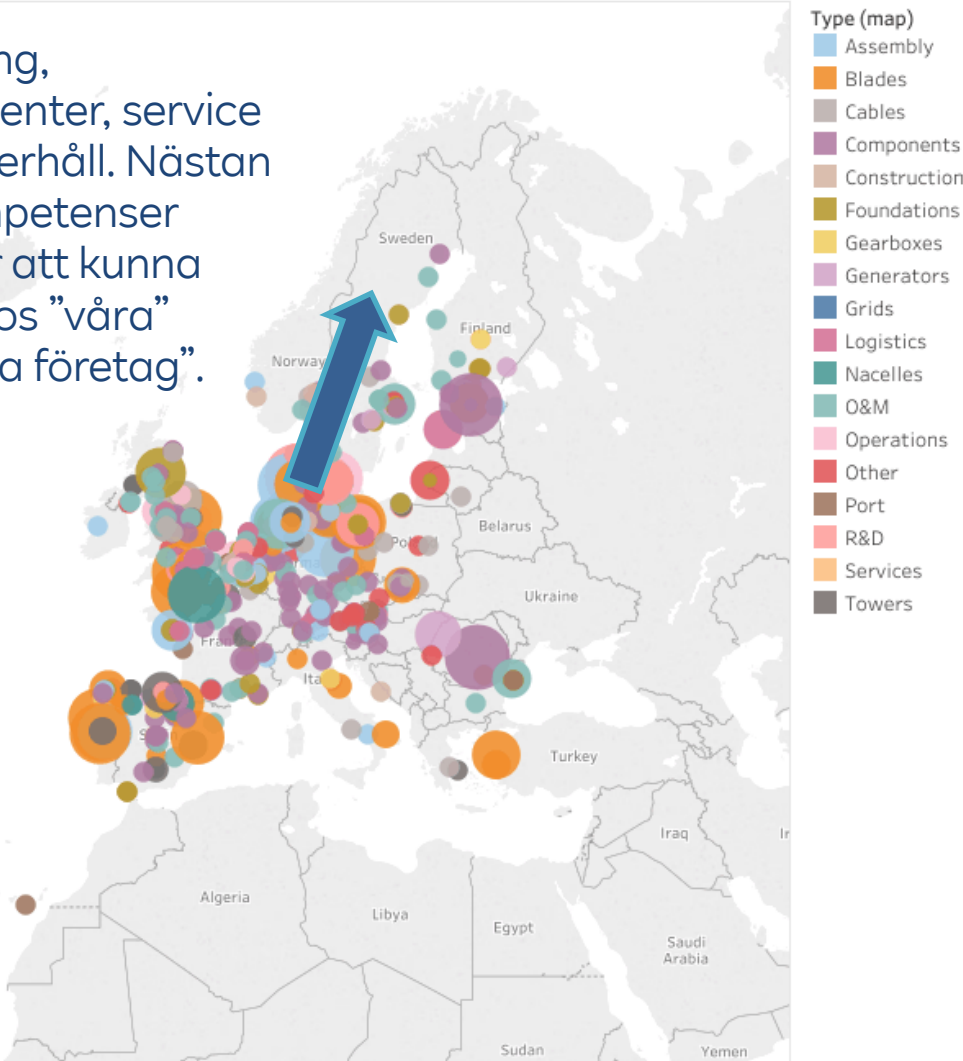 ng,
enter, service
erhåll. Nästan
npetenser
r att kunna
os ”våra”
a företag”.
Sweden
Finland
Norway
Belarus
Ukraine
Turkey
Iraq
Algeria
Libya
Egypt
Saudi
Arabia
Sudan
Yemen
Type (map)
Assembly
Blades
Cables
Components
Construction
Foundations
Gearboxes
Generators
Grids
Logistics
Nacelles
O&M
Operations
Other
Port
R&D
Services
Towers